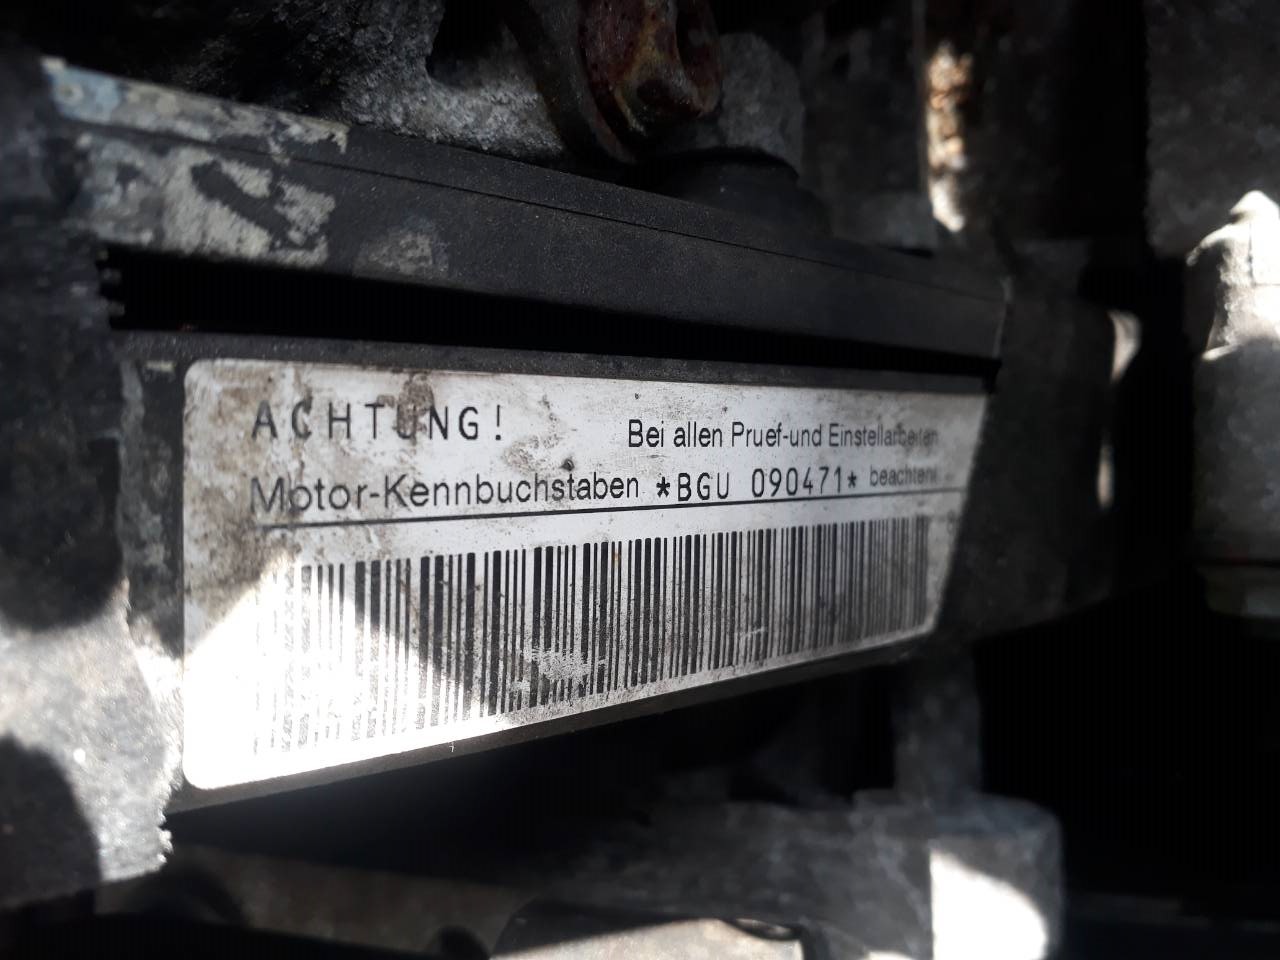 ACHTUNG! Bei allen Pruef-und Einstellarbeiten
Motor-Kennbuchstaben *BGU 090471* beachten!